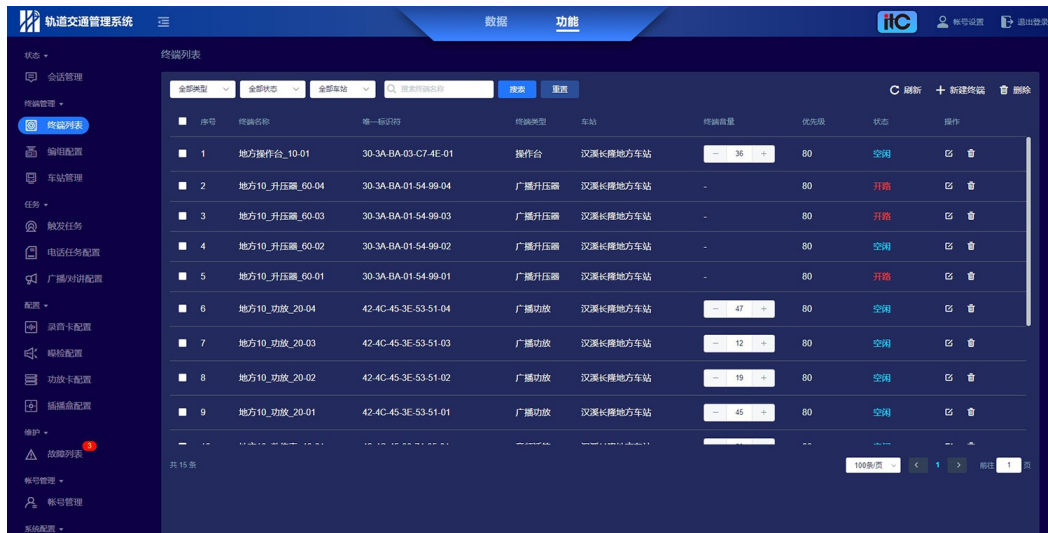 轨道交通管理系统 数据 功能 itC 帐号设置 退出登录
状态
会话管理
终端管理
终端列表
编组配置
车站管理
任务
触发任务
电话任务配置
广播/对讲配置
配置
录音卡配置
噪检配置
功放卡配置
插播盒配置
维护
故障列表 3
帐号管理
帐号管理
系统配置
终端列表
全部类型 全部状态 全部车站 搜索终端名称 搜索 重置 刷新 新建终端 删除
序号 终端名称 唯一标识符 终端类型 车站 终端音量 优先级 状态 操作
1 地方操作台_10-01 30-3A-BA-03-C7-4E-01 操作台 汉溪长隆地方车站 - 36 + 80 空闲
2 地方10_升压器_60-04 30-3A-BA-01-54-99-04 广播升压器 汉溪长隆地方车站 - 80 开路
3 地方10_升压器_60-03 30-3A-BA-01-54-99-03 广播升压器 汉溪长隆地方车站 - 80 开路
4 地方10_升压器_60-02 30-3A-BA-01-54-99-02 广播升压器 汉溪长隆地方车站 - 80 空闲
5 地方10_升压器_60-01 30-3A-BA-01-54-99-01 广播升压器 汉溪长隆地方车站 - 80 开路
6 地方10_功放_20-04 42-4C-45-3E-53-51-04 广播功放 汉溪长隆地方车站 - 47 + 80 空闲
7 地方10_功放_20-03 42-4C-45-3E-53-51-03 广播功放 汉溪长隆地方车站 - 12 + 80 空闲
8 地方10_功放_20-02 42-4C-45-3E-53-51-02 广播功放 汉溪长隆地方车站 - 19 + 80 空闲
9 地方10_功放_20-01 42-4C-45-3E-53-51-01 广播功放 汉溪长隆地方车站 - 45 + 80 空闲
共 15 条 100条/页 < 1 > 前往 1 页